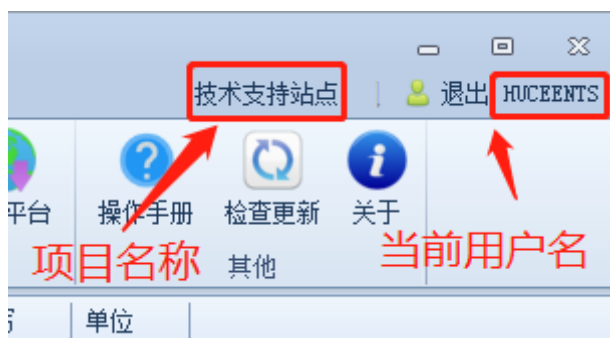 技术支持站点 退出 HUCEENTS
平台 操作手册 检查更新 关于
项目名称 其他 当前用户名
单位